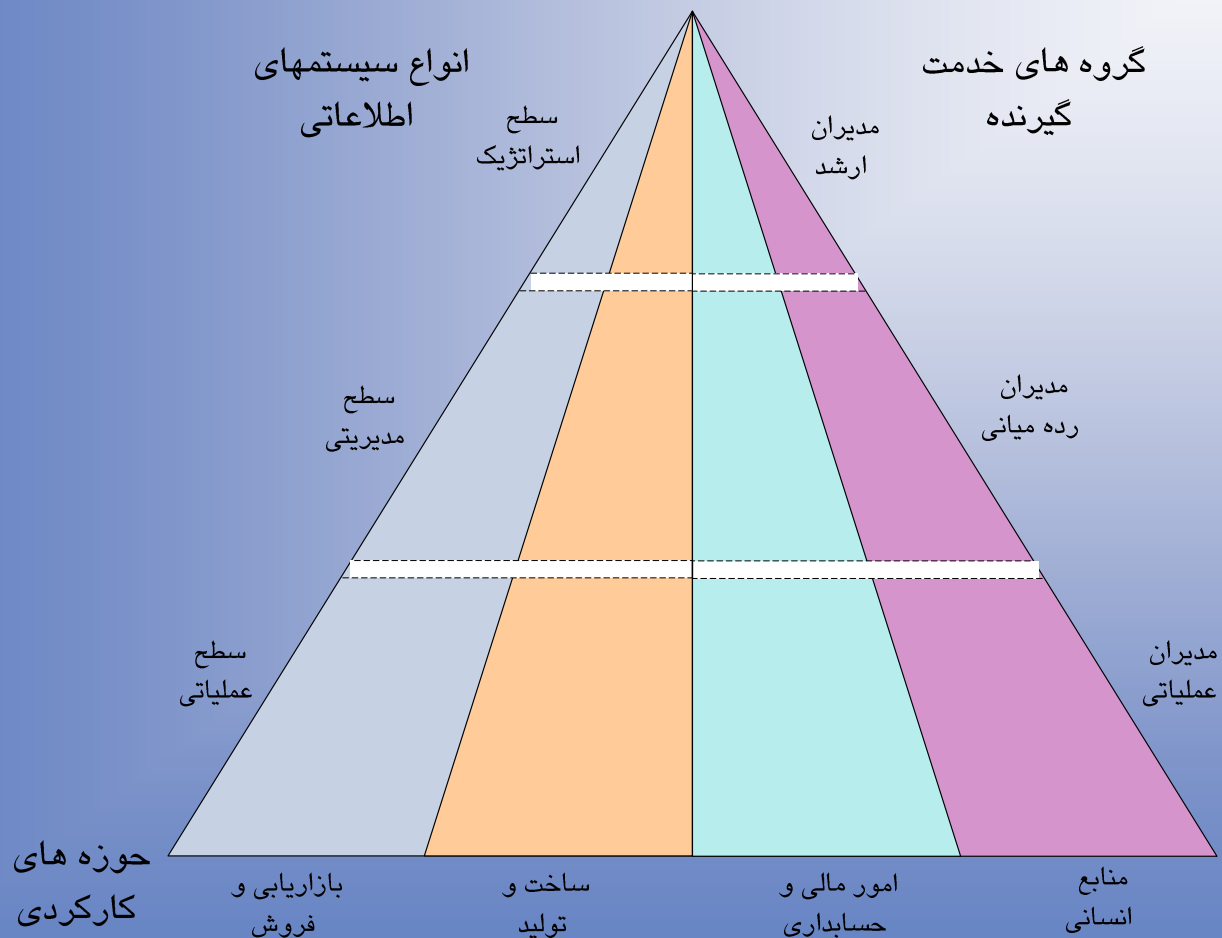 گروه های خدمت
گیرنده
انواع سیستمهای
اطلاعاتی
مدیران
ارشد
سطح
استراتژیک
مدیران
رده میانی
سطح
مدیریتی
مدیران
عملیاتی
سطح
عملیاتی
حوزه های
کارکردی
منابع
انسانی
امور مالی و
حسابداری
ساخت و
تولید
بازاریابی و
فروش